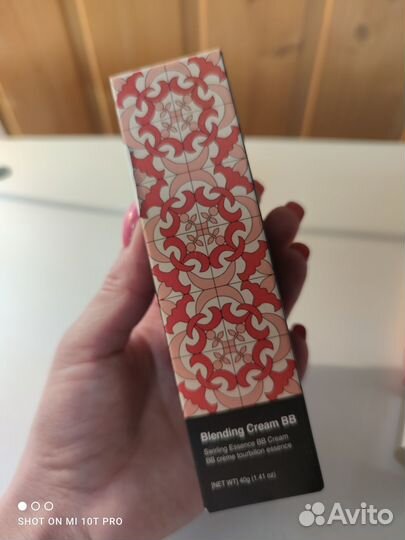 Blending Cream BB
Swirling Essence BB Cream
BB crème tourbillon essence
[NET WT] 40g (1.41 oz)
SHOT ON MI 10T PRO
Avito